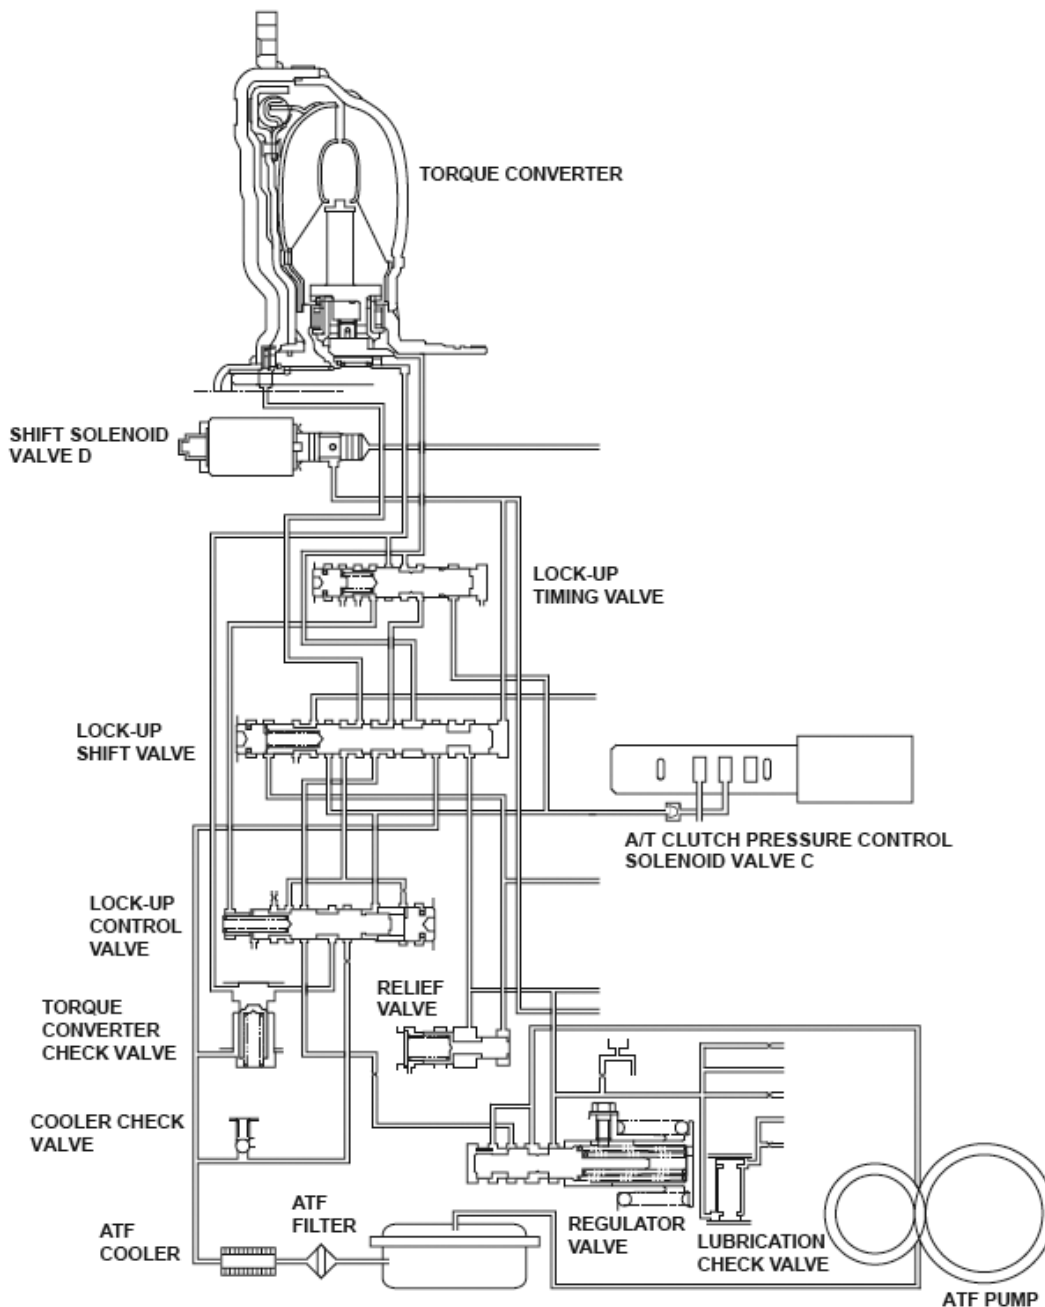 TORQUE CONVERTER
SHIFT SOLENOID
VALVE D
LOCK-UP
TIMING VALVE
LOCK-UP
SHIFT VALVE
A/T CLUTCH PRESSURE CONTROL
SOLENOID VALVE C
LOCK-UP
CONTROL
VALVE
RELIEF
VALVE
TORQUE
CONVERTER
CHECK VALVE
COOLER CHECK
VALVE
ATF
FILTER
ATF
COOLER
REGULATOR
VALVE
LUBRICATION
CHECK VALVE
ATF PUMP